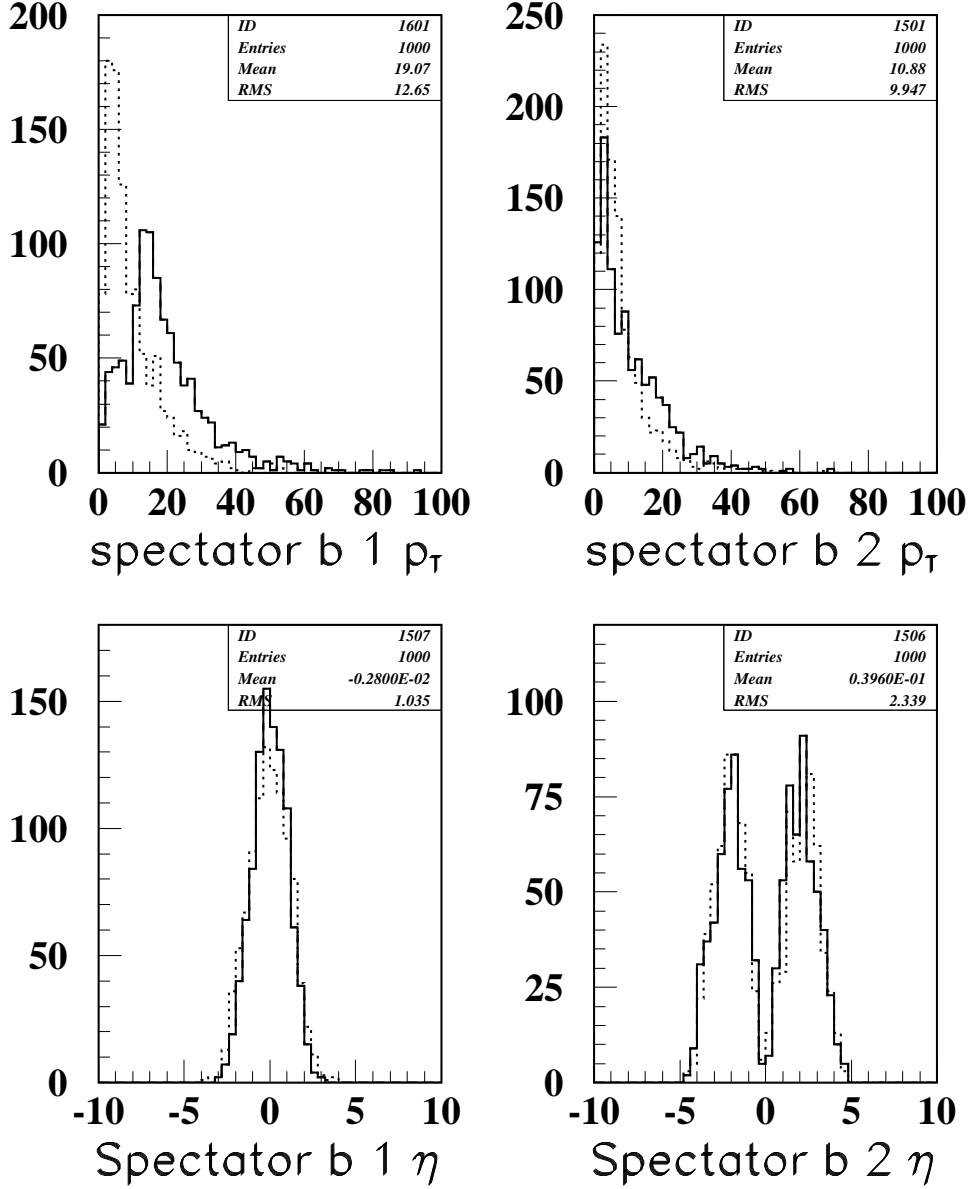 200
150
100
50
0
0 20 40 60 80 100
ID 1601
Entries 1000
Mean 19.07
RMS 12.65
spectator b 1 pT
250
200
150
100
50
0
0 20 40 60 80 100
ID 1501
Entries 1000
Mean 10.88
RMS 9.947
spectator b 2 pT
150
100
50
0
-10 -5 0 5 10
ID 1507
Entries 1000
Mean -0.2800E-02
RMS 1.035
Spectator b 1 η
100
75
50
25
0
-10 -5 0 5 10
ID 1506
Entries 1000
Mean 0.3960E-01
RMS 2.339
Spectator b 2 η